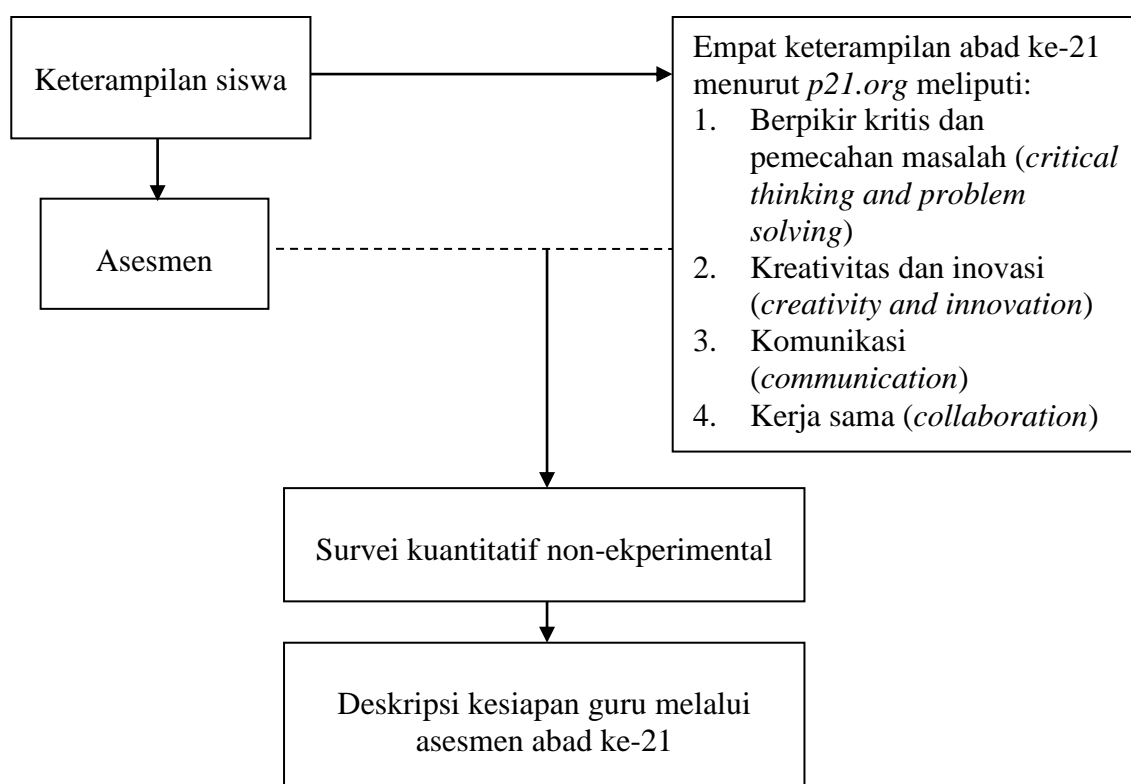 Keterampilan siswa
Empat keterampilan abad ke-21
menurut p21.org meliputi:
1. Berpikir kritis dan
pemecahan masalah (critical
thinking and problem
solving)
2. Kreativitas dan inovasi
(creativity and innovation)
3. Komunikasi
(communication)
4. Kerja sama (collaboration)
Asesmen
Survei kuantitatif non-ekperimental
Deskripsi kesiapan guru melalui
asesmen abad ke-21